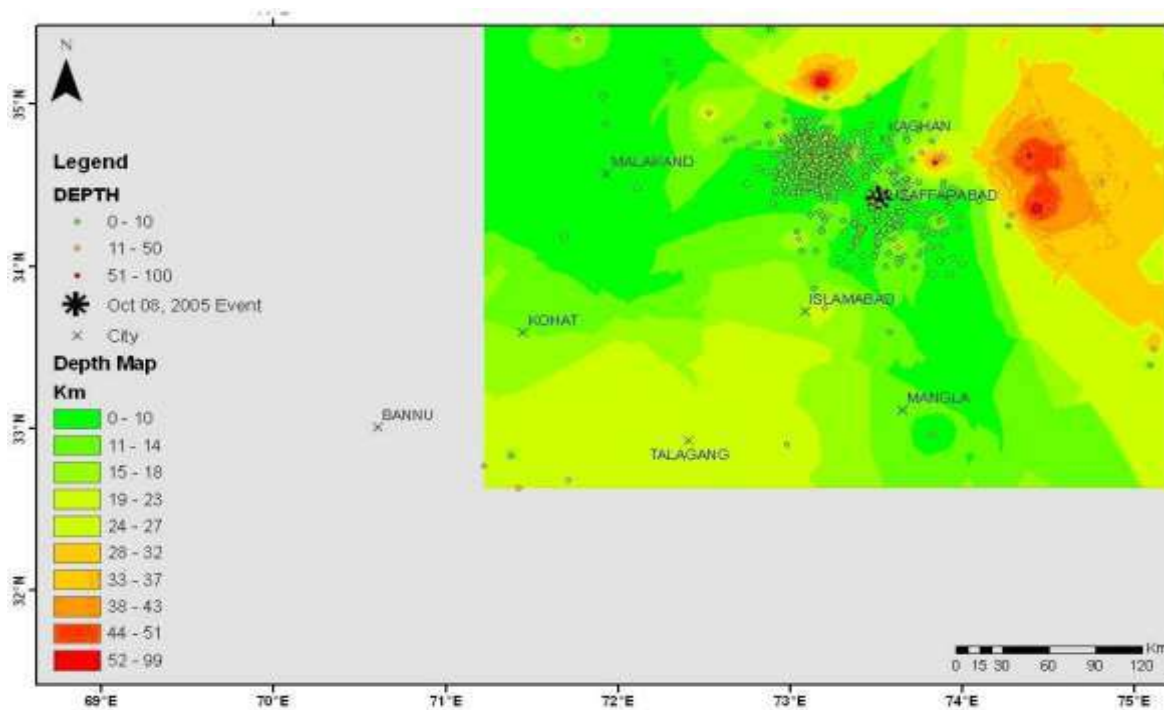 N
Legend
DEPTH
0 - 10
11 - 50
51 - 100
Oct 08, 2005 Event
City
Depth Map
Km
0 - 10
11 - 14
15 - 18
19 - 23
24 - 27
28 - 32
33 - 37
38 - 43
44 - 51
52 - 99
KAGHAN
MALAKAND
ISLAMABAD
KOHAT
MANGLA
BANNU
TALAGANG
35°N
34°N
33°N
32°N
Km
0 15 30 60 90 120
69°E 70°E 71°E 72°E 73°E 74°E 75°E